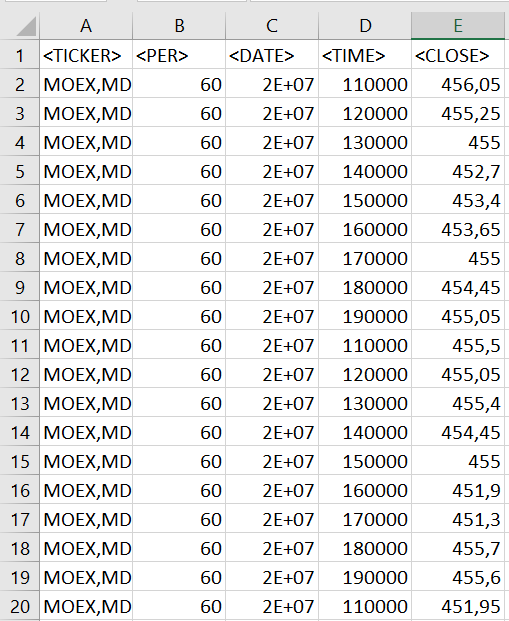 A B C D E
1 <TICKER> <PER> <DATE> <TIME> <CLOSE>
2 MOEX,MD 60 2E+07 110000 456,05
3 MOEX,MD 60 2E+07 120000 455,25
4 MOEX,MD 60 2E+07 130000 455
5 MOEX,MD 60 2E+07 140000 452,7
6 MOEX,MD 60 2E+07 150000 453,4
7 MOEX,MD 60 2E+07 160000 453,65
8 MOEX,MD 60 2E+07 170000 455
9 MOEX,MD 60 2E+07 180000 454,45
10 MOEX,MD 60 2E+07 190000 455,05
11 MOEX,MD 60 2E+07 110000 455,5
12 MOEX,MD 60 2E+07 120000 455,05
13 MOEX,MD 60 2E+07 130000 455,4
14 MOEX,MD 60 2E+07 140000 454,45
15 MOEX,MD 60 2E+07 150000 455
16 MOEX,MD 60 2E+07 160000 451,9
17 MOEX,MD 60 2E+07 170000 451,3
18 MOEX,MD 60 2E+07 180000 455,7
19 MOEX,MD 60 2E+07 190000 455,6
20 MOEX,MD 60 2E+07 110000 451,95